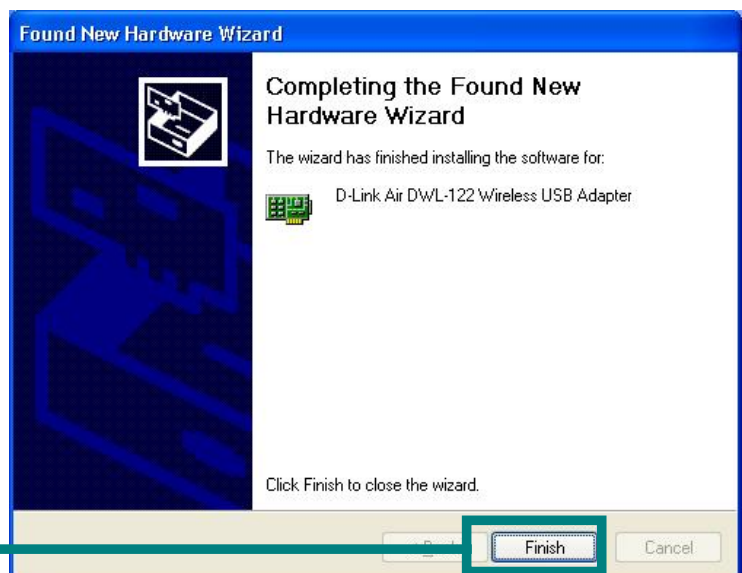 Found New Hardware Wizard
Completing the Found New
Hardware Wizard
The wizard has finished installing the software for:
D-Link Air DWL-122 Wireless USB Adapter
Click Finish to close the wizard.
Finish
Cancel